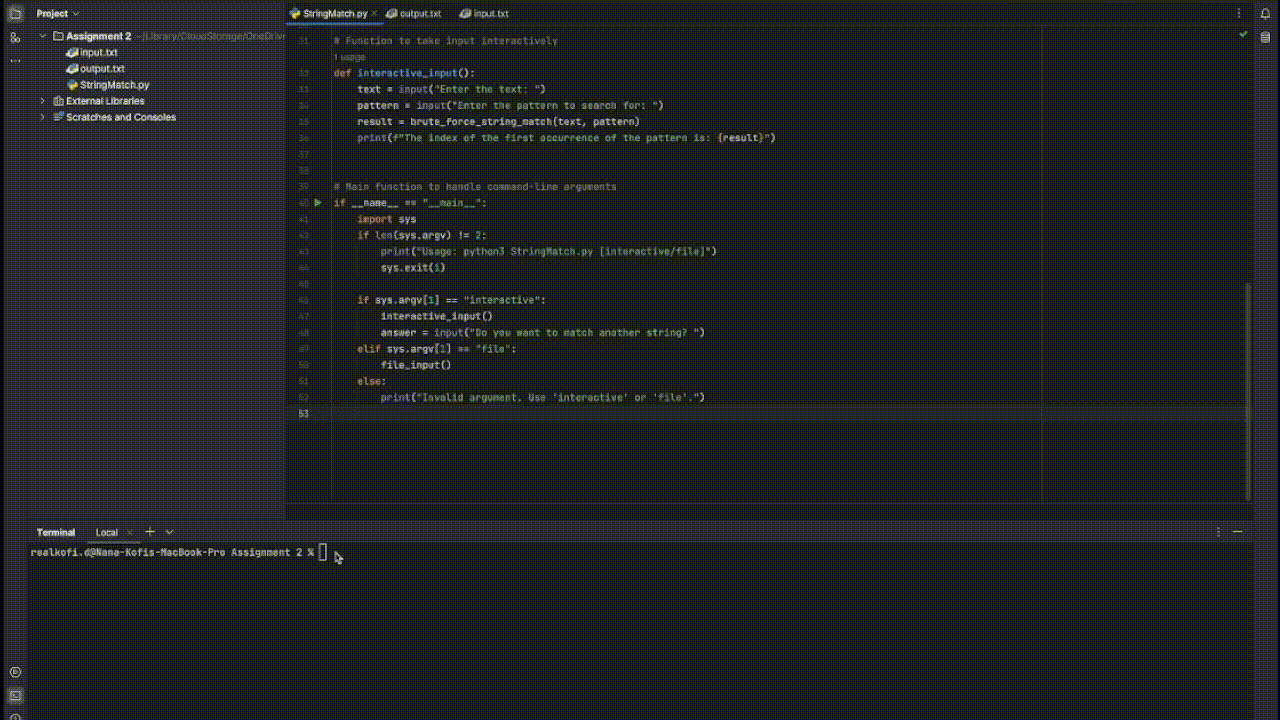 Project
StringMatch.py
output.txt
input.txt
Assignment 2 ~/Library/CloudStorage/OneDrive
input.txt
output.txt
StringMatch.py
External Libraries
Scratches and Consoles
31 # Function to take input interactively
1 usage
32 def interactive_input():
33 text = input("Enter the text: ")
34 pattern = input("Enter the pattern to search for: ")
35 result = brute_force_string_match(text, pattern)
36 print(f"The index of the first occurrence of the pattern is: {result}")
37
38
39 # Main function to handle command-line arguments
40 if __name__ == "__main__":
41 import sys
42 if len(sys.argv) != 2:
43 print("Usage: python3 StringMatch.py [interactive/file]")
44 sys.exit(1)
45
46 if sys.argv[1] == "interactive":
47 interactive_input()
48 answer = input("Do you want to match another string? ")
49 elif sys.argv[1] == "file":
50 file_input()
51 else:
52 print("Invalid argument. Use 'interactive' or 'file'.")
53
Terminal
Local
realkofi.d@Nana-Kofis-MacBook-Pro Assignment 2 %